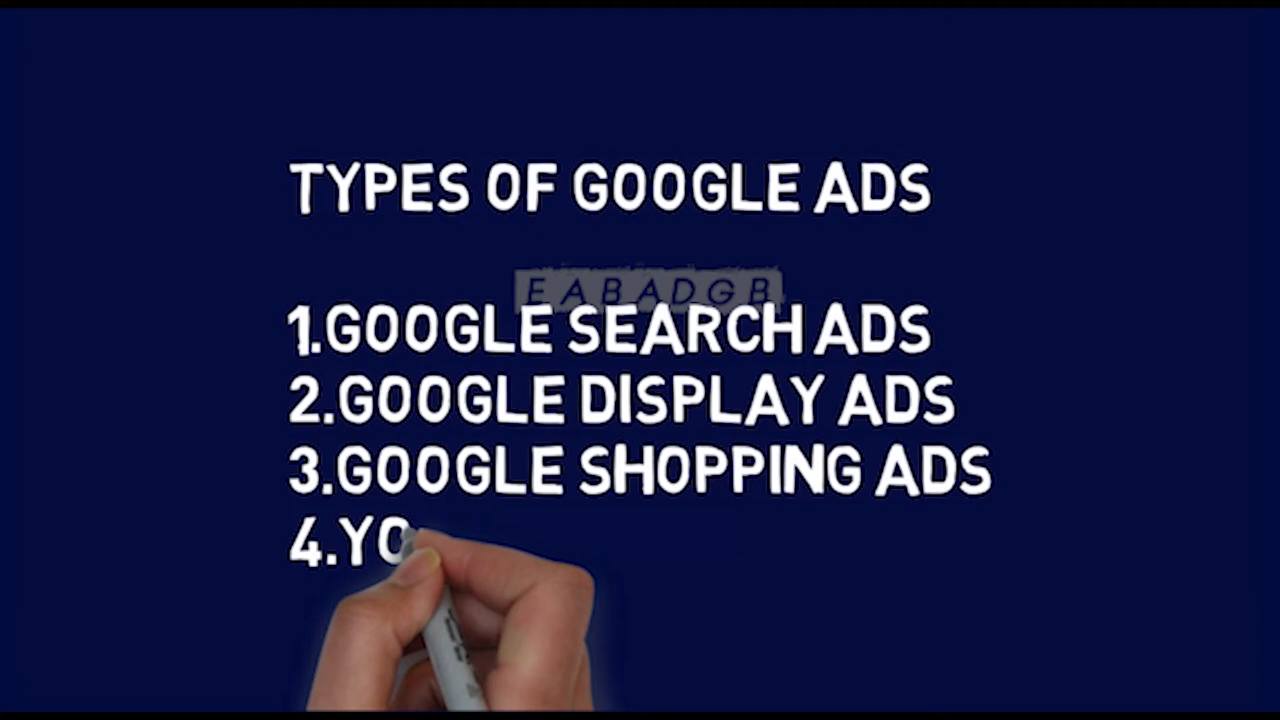 TYPES OF GOOGLE ADS
EABADGB
1.GOOGLE SEARCH ADS
2.GOOGLE DISPLAY ADS
3.GOOGLE SHOPPING ADS
4.YO